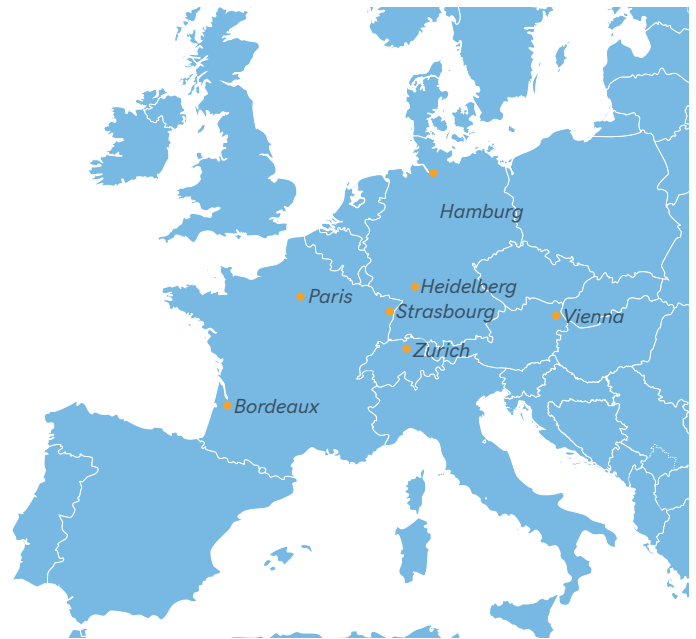 Hamburg
Heidelberg
Paris
Strasbourg
Vienna
Zurich
Bordeaux